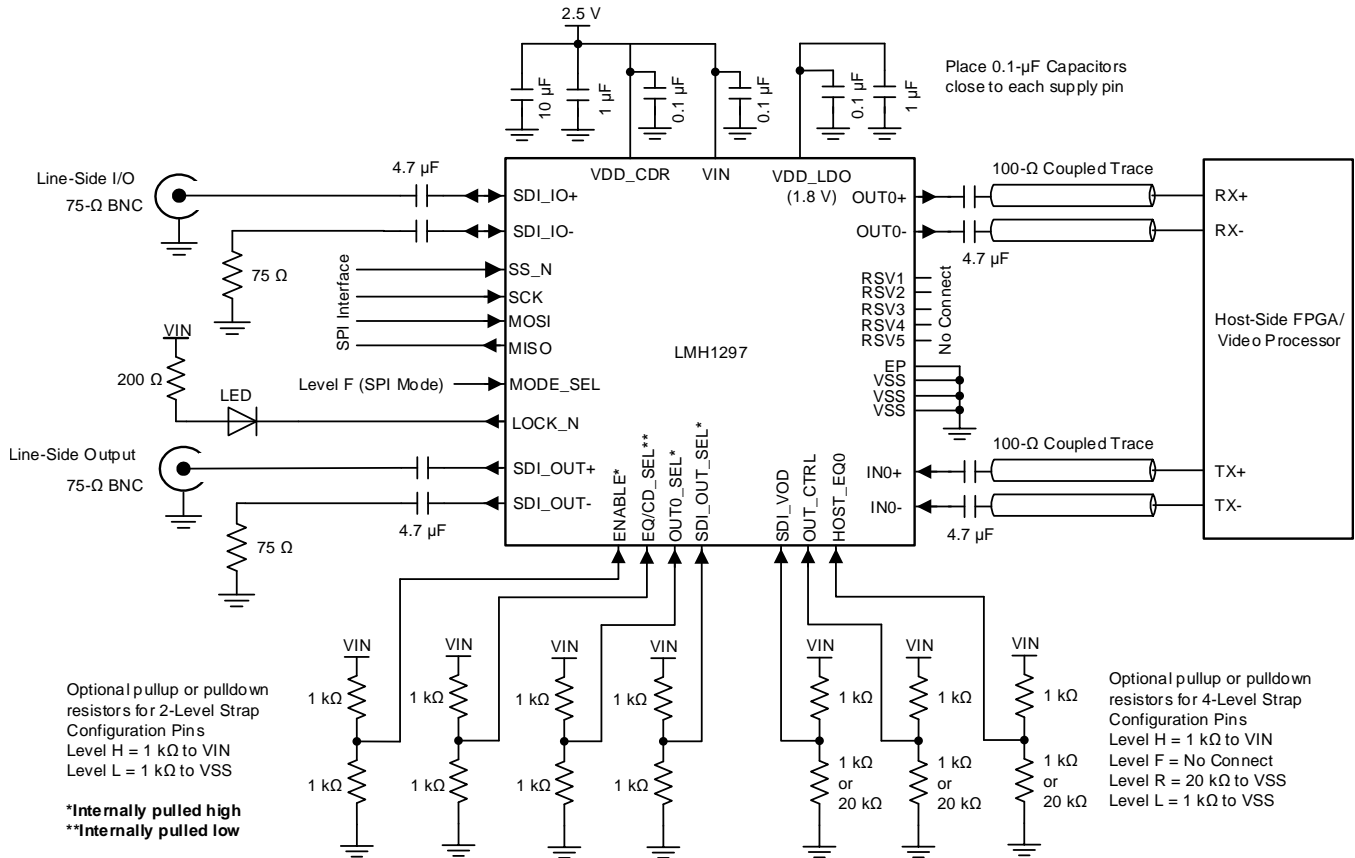 2.5 V
10 µF
1 µF
0.1 µF
0.1 µF
0.1 µF
1 µF
Place 0.1-µF Capacitors
close to each supply pin
Line-Side I/O
75-Ω BNC
4.7 µF
75 Ω
SPI Interface
VIN
200 Ω
LED
Level F (SPI Mode)
Line-Side Output
75-Ω BNC
4.7 µF
75 Ω
VDD_CDR
VIN
VDD_LDO
(1.8 V)
SDI_IO+
SDI_IO-
SS_N
SCK
MOSI
MISO
MODE_SEL
LOCK_N
SDI_OUT+
SDI_OUT-
LMH1297
OUT0+
OUT0-
RSV1
RSV2
RSV3
RSV4
RSV5
No Connect
EP
VSS
VSS
VSS
IN0+
IN0-
ENABLE*
EQ/CD_SEL**
OUT0_SEL*
SDI_OUT_SEL*
SDI_VOD
OUT_CTRL
HOST_EQ0
100-Ω Coupled Trace
4.7 µF
100-Ω Coupled Trace
4.7 µF
RX+
RX-
Host-Side FPGA/
Video Processor
TX+
TX-
VIN
VIN
VIN
VIN
VIN
VIN
VIN
1 kΩ
1 kΩ
1 kΩ
1 kΩ
1 kΩ
1 kΩ
1 kΩ
1 kΩ
1 kΩ
1 kΩ
1 kΩ
1 kΩ
or
20 kΩ
1 kΩ
or
20 kΩ
1 kΩ
or
20 kΩ
Optional pullup or pulldown
resistors for 2-Level Strap
Configuration Pins
Level H = 1 kΩ to VIN
Level L = 1 kΩ to VSS
*Internally pulled high
**Internally pulled low
Optional pullup or pulldown
resistors for 4-Level Strap
Configuration Pins
Level H = 1 kΩ to VIN
Level F = No Connect
Level R = 20 kΩ to VSS
Level L = 1 kΩ to VSS